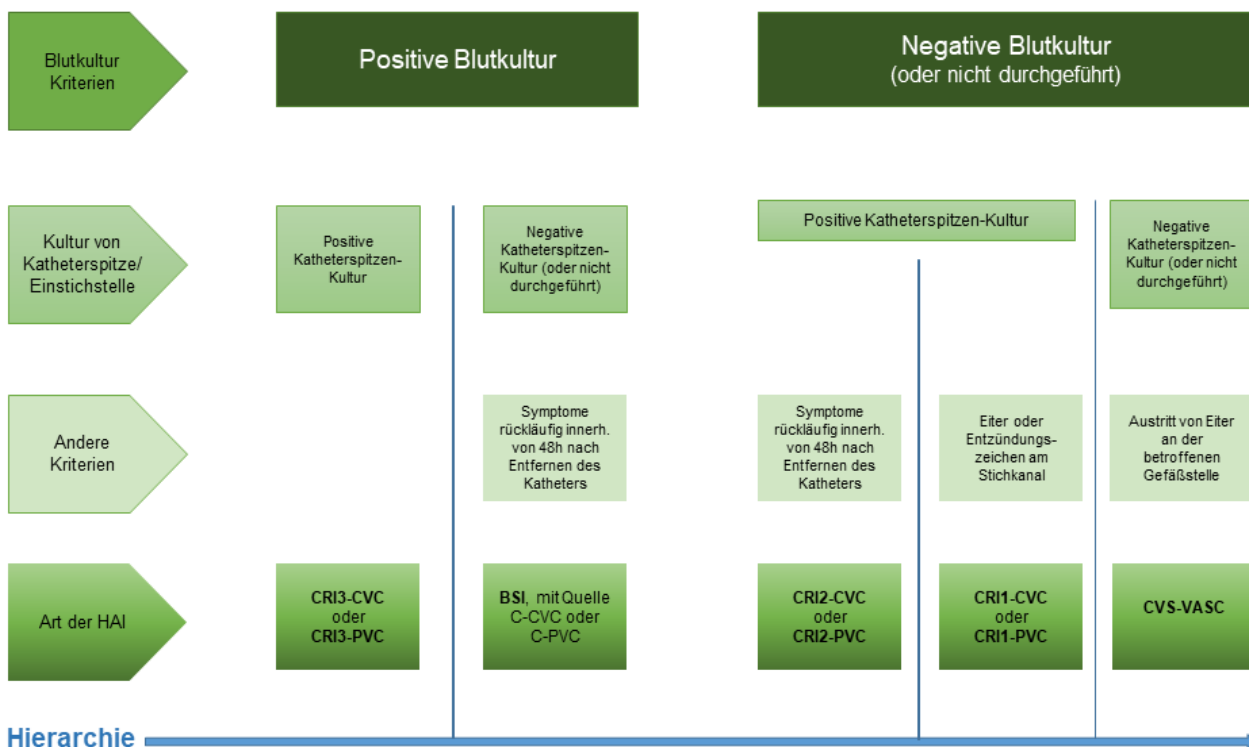 Blutkultur
Kriterien
Positive Blutkultur
Negative Blutkultur
(oder nicht durchgeführt)
Kultur von
Katheterspitze/
Einstichstelle
Positive
Katheterspitzen-
Kultur
Negative
Katheterspitzen-
Kultur (oder nicht
durchgeführt)
Positive Katheterspitzen-Kultur
Negative
Katheterspitzen-
Kultur (oder nicht
durchgeführt)
Andere
Kriterien
Symptome
rückläufig innerh.
von 48h nach
Entfernen des
Katheters
Symptome
rückläufig innerh.
von 48h nach
Entfernen des
Katheters
Eiter oder
Entzündungs-
zeichen am
Stichkanal
Austritt von Eiter
an der
betroffenen
Gefäßstelle
Art der HAI
CRI3-CVC
oder
CRI3-PVC
BSI, mit Quelle
C-CVC oder
C-PVC
CRI2-CVC
oder
CRI2-PVC
CRI1-CVC
oder
CRI1-PVC
CVS-VASC
Hierarchie